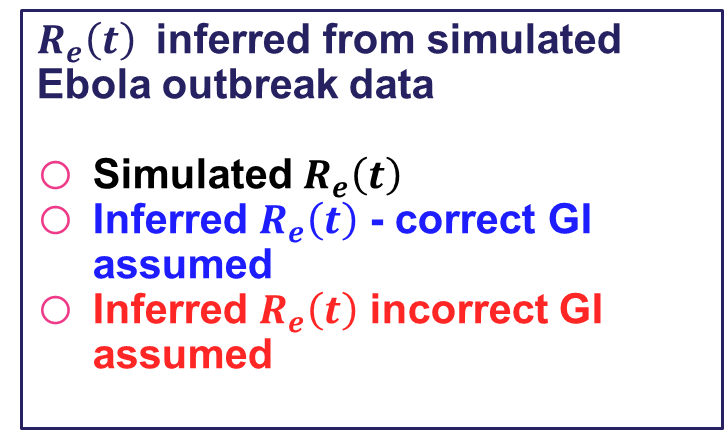 Rₑ(t) inferred from simulated
Ebola outbreak data
Simulated Rₑ(t)
Inferred Rₑ(t) - correct GI
assumed
Inferred Rₑ(t) incorrect GI
assumed